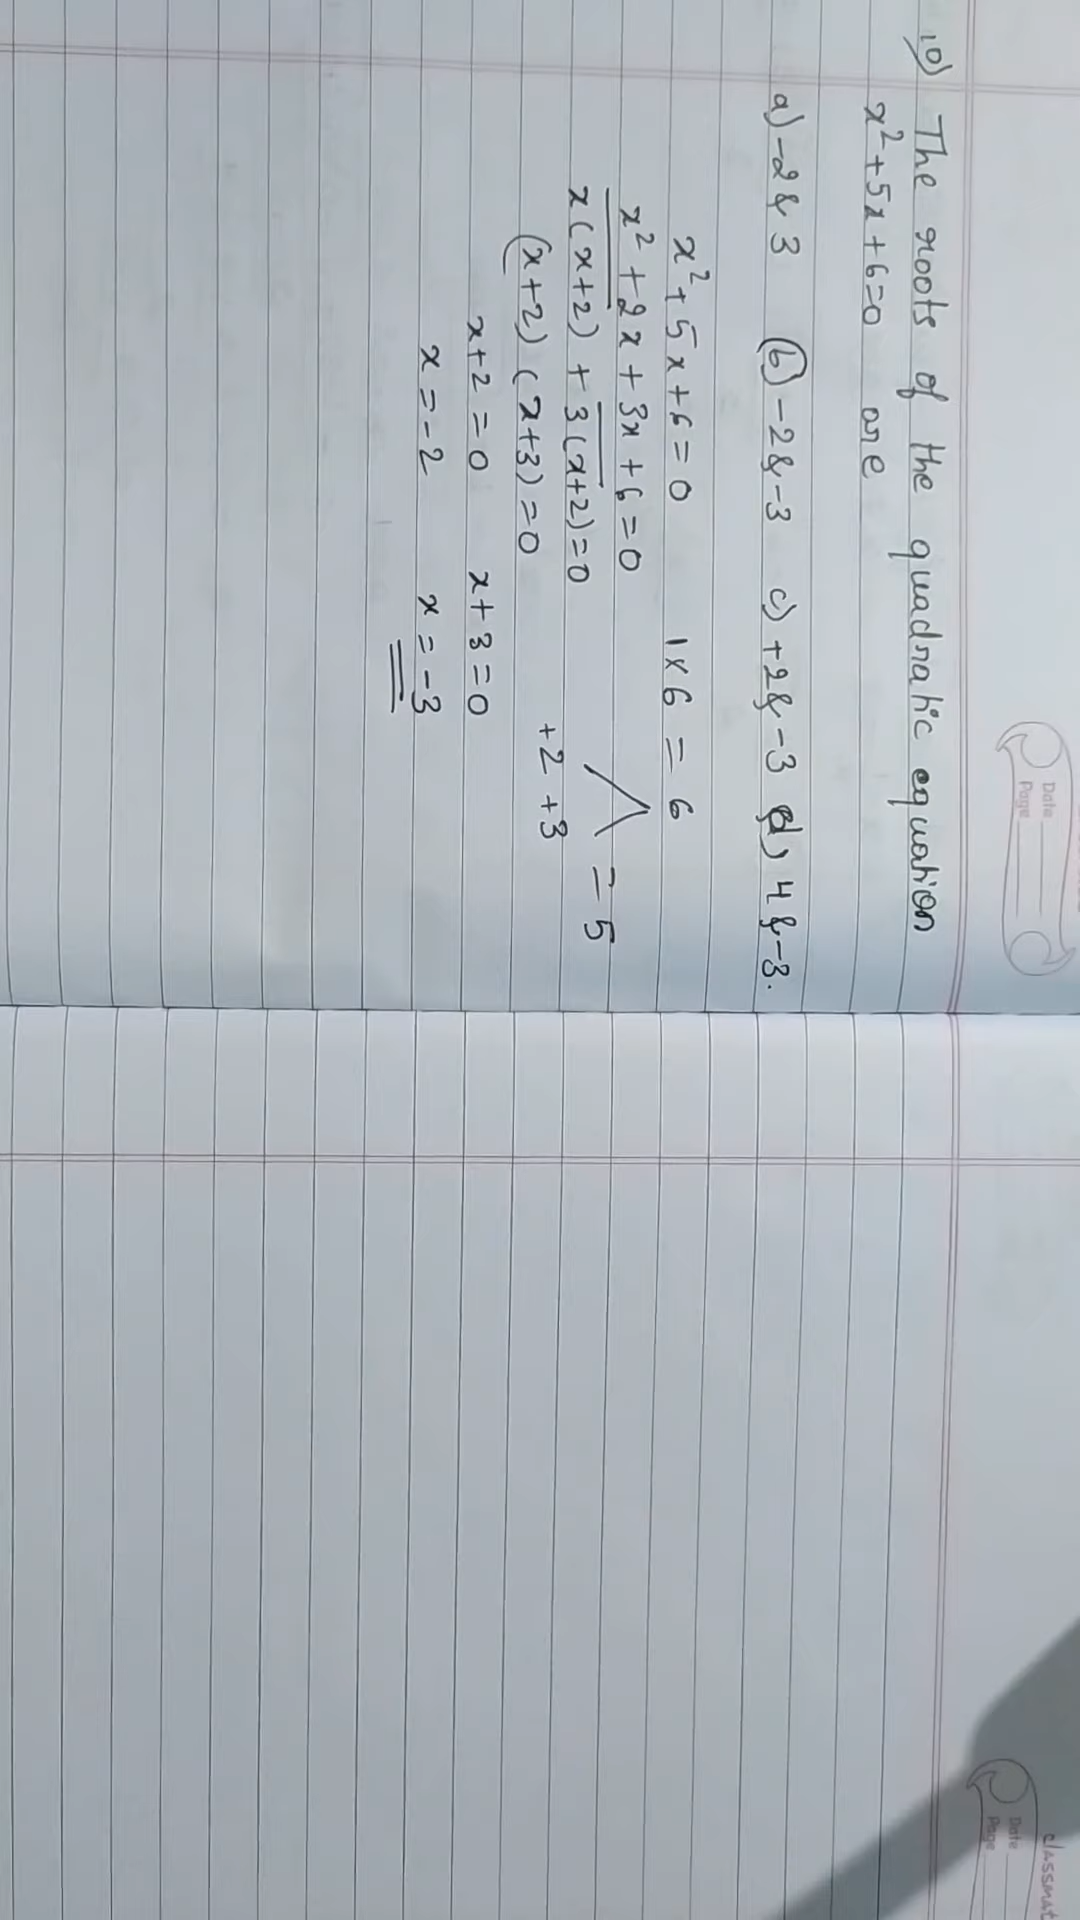 Date
Page
10) The roots of the quadratic equation
x²+5x+6=0 are
a) -2 & 3 (b) -2 & -3 c) +2 & -3 d) 4 & -3.
x²+5x+6=0 1×6 = 6
x²+2x+3x+6=0
x(x+2) + 3(x+2)=0 = 5
(x+2) (x+3)=0 +2 +3
x+2=0 x+3=0
x=-2 x=-3
classmat
Date
Page